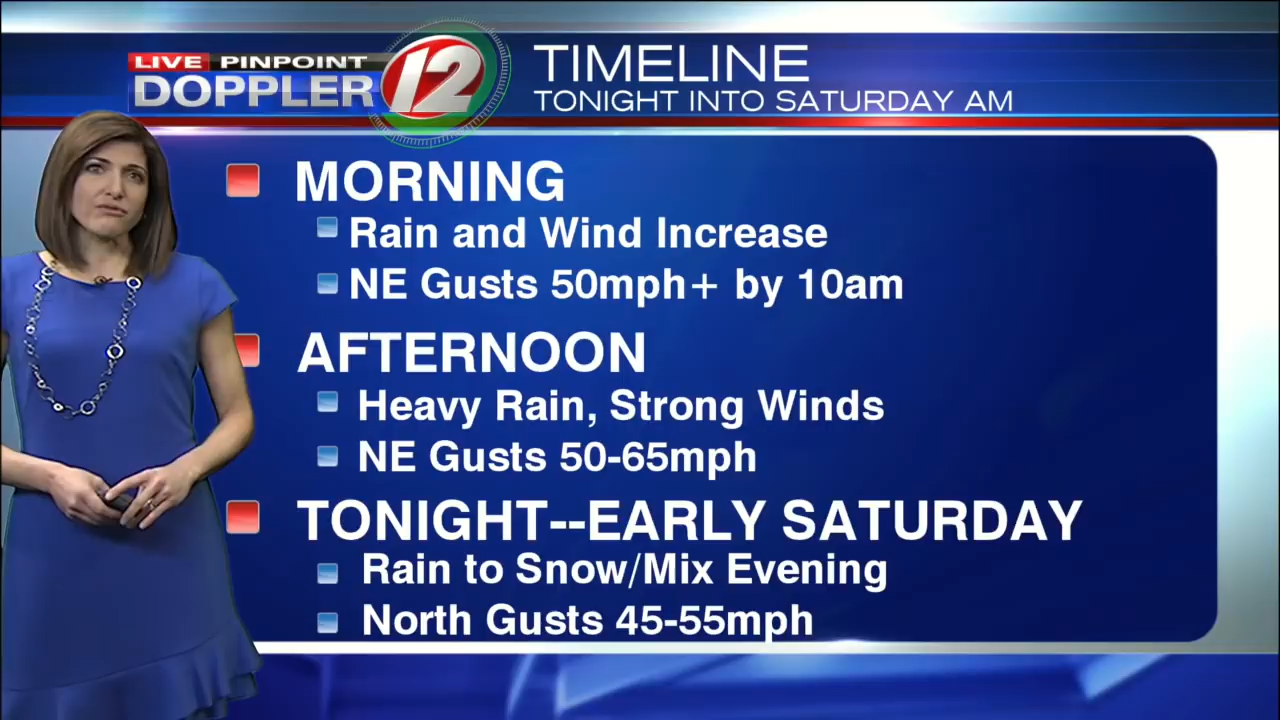 LIVE PINPOINT
DOPPLER 12
TIMELINE
TONIGHT INTO SATURDAY AM
MORNING
Rain and Wind Increase
NE Gusts 50mph+ by 10am
AFTERNOON
Heavy Rain, Strong Winds
NE Gusts 50-65mph
TONIGHT--EARLY SATURDAY
Rain to Snow/Mix Evening
North Gusts 45-55mph